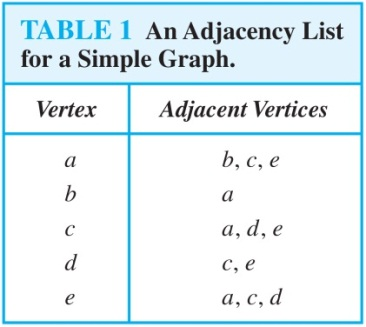 TABLE 1 An Adjacency List
for a Simple Graph.
Vertex Adjacent Vertices
a b, c, e
b a
c a, d, e
d c, e
e a, c, d